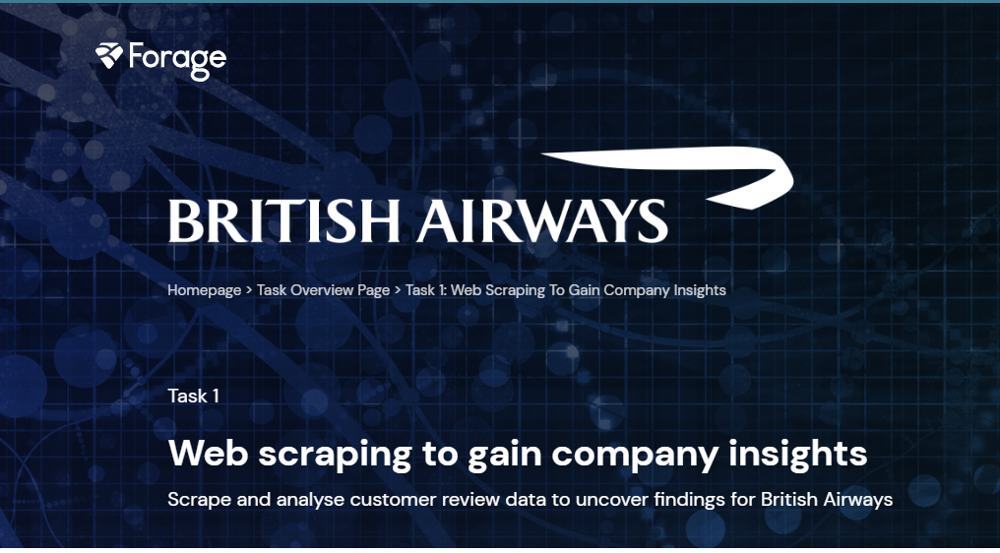 Forage
BRITISH AIRWAYS
Homepage > Task Overview Page > Task 1: Web Scraping To Gain Company Insights
Task 1
Web scraping to gain company insights
Scrape and analyse customer review data to uncover findings for British Airways